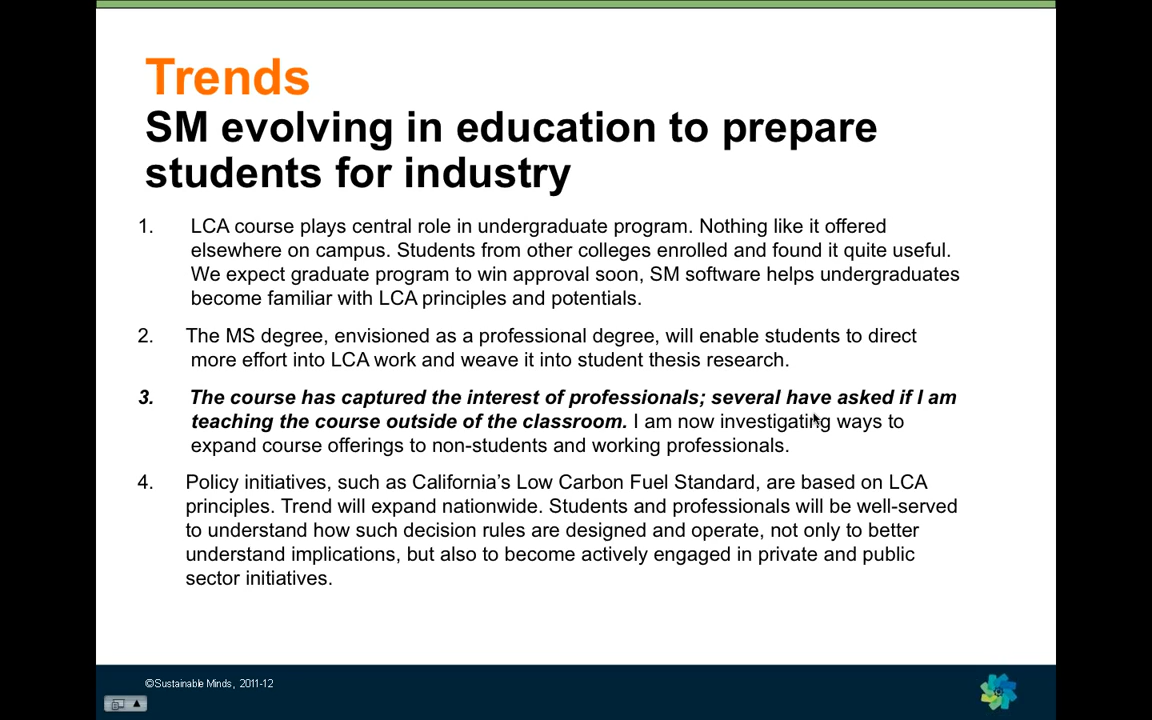 Trends
SM evolving in education to prepare
students for industry
1. LCA course plays central role in undergraduate program. Nothing like it offered
elsewhere on campus. Students from other colleges enrolled and found it quite useful.
We expect graduate program to win approval soon, SM software helps undergraduates
become familiar with LCA principles and potentials.
2. The MS degree, envisioned as a professional degree, will enable students to direct
more effort into LCA work and weave it into student thesis research.
3. The course has captured the interest of professionals; several have asked if I am
teaching the course outside of the classroom. I am now investigating ways to
expand course offerings to non-students and working professionals.
4. Policy initiatives, such as California’s Low Carbon Fuel Standard, are based on LCA
principles. Trend will expand nationwide. Students and professionals will be well-served
to understand how such decision rules are designed and operate, not only to better
understand implications, but also to become actively engaged in private and public
sector initiatives.
©Sustainable Minds, 2011-12